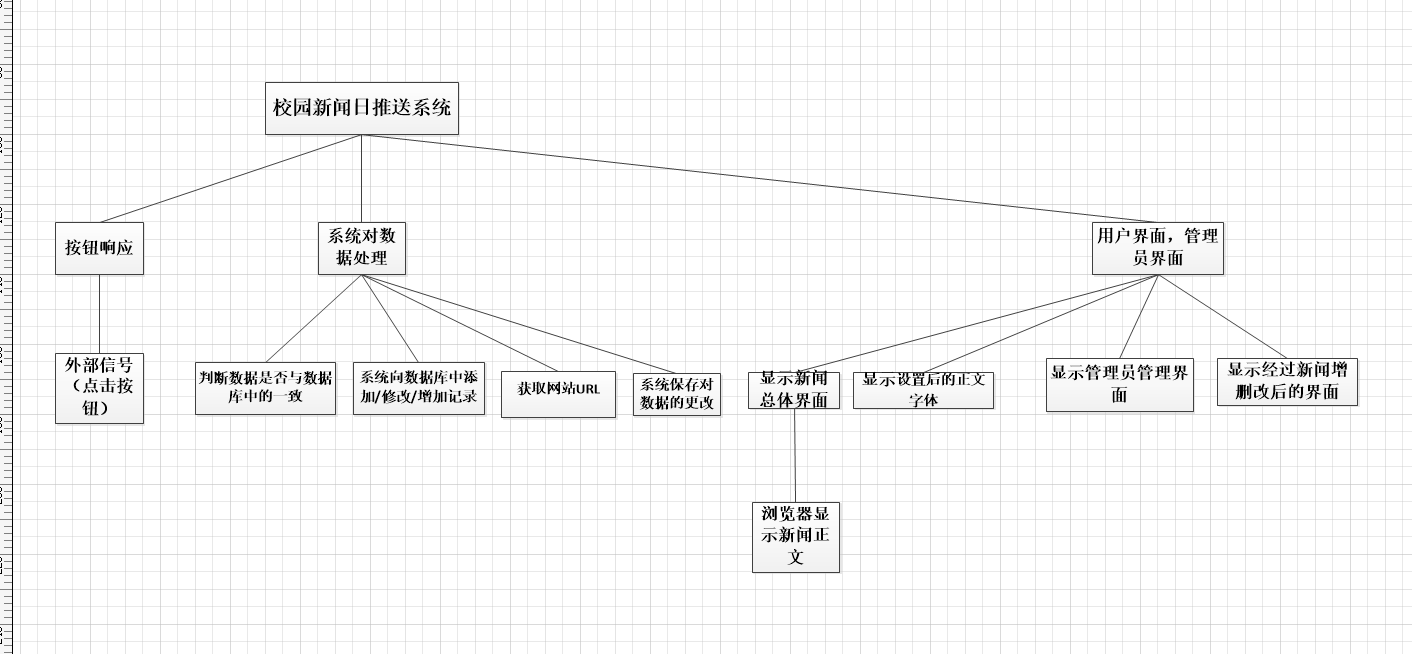 校园新闻日推送系统
按钮响应
系统对数
据处理
用户界面，管理
员界面
外部信号
（点击按
钮）
判断数据是否与数据
库中的一致
系统向数据库中添
加/修改/增加记录
获取网站URL
系统保存对
数据的更改
显示新闻
总体界面
显示设置后的正文
字体
显示管理员管理界
面
显示经过新闻增
删改后的界面
浏览器显
示新闻正
文